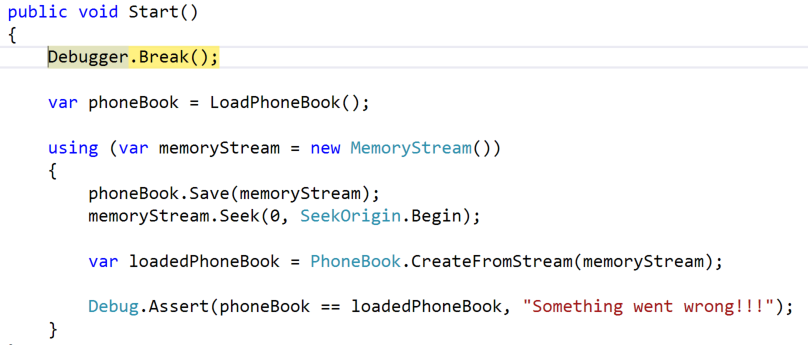 public void Start()
{
    Debugger.Break();

    var phoneBook = LoadPhoneBook();

    using (var memoryStream = new MemoryStream())
    {
        phoneBook.Save(memoryStream);
        memoryStream.Seek(0, SeekOrigin.Begin);

        var loadedPhoneBook = PhoneBook.CreateFromStream(memoryStream);

        Debug.Assert(phoneBook == loadedPhoneBook, "Something went wrong!!!");
    }